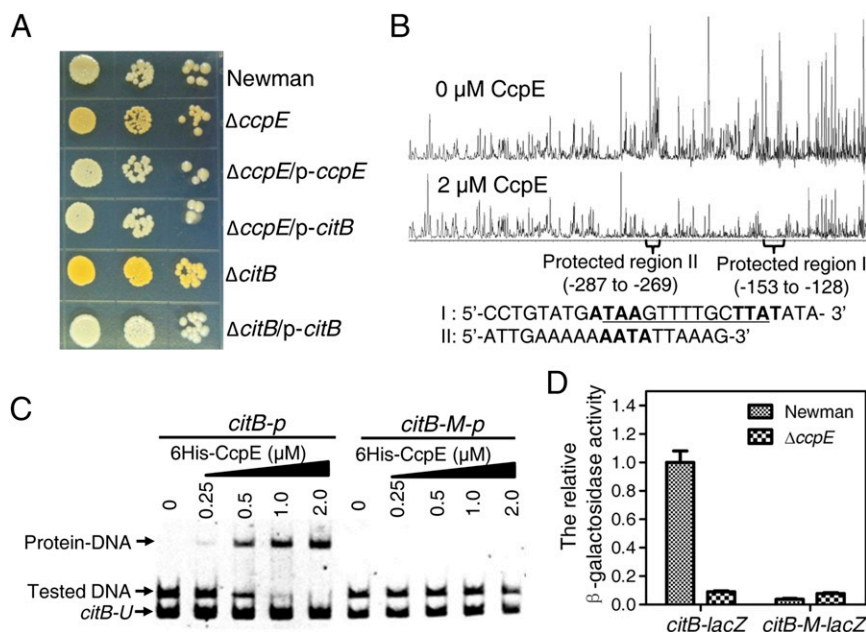 A
Newman
ΔccpE
ΔccpE/p-ccpE
ΔccpE/p-citB
ΔcitB
ΔcitB/p-citB
B
0 μM CcpE
2 μM CcpE
Protected region II
(-287 to -269)
Protected region I
(-153 to -128)
I : 5'-CCTGTATGATAAGTTTTGCTTATATA- 3'
II: 5'-ATTGAAAAAAATATTAAAG-3'
C
citB-p
citB-M-p
6His-CcpE (μM)
6His-CcpE (μM)
0
0.25
0.5
1.0
2.0
0
0.25
0.5
1.0
2.0
Protein-DNA
Tested DNA
citB-U
D
The relative
β-galactosidase activity
1.4
1.2
1.0
0.8
0.6
0.4
0.2
0.0
Newman
ΔccpE
citB-lacZ
citB-M-lacZ